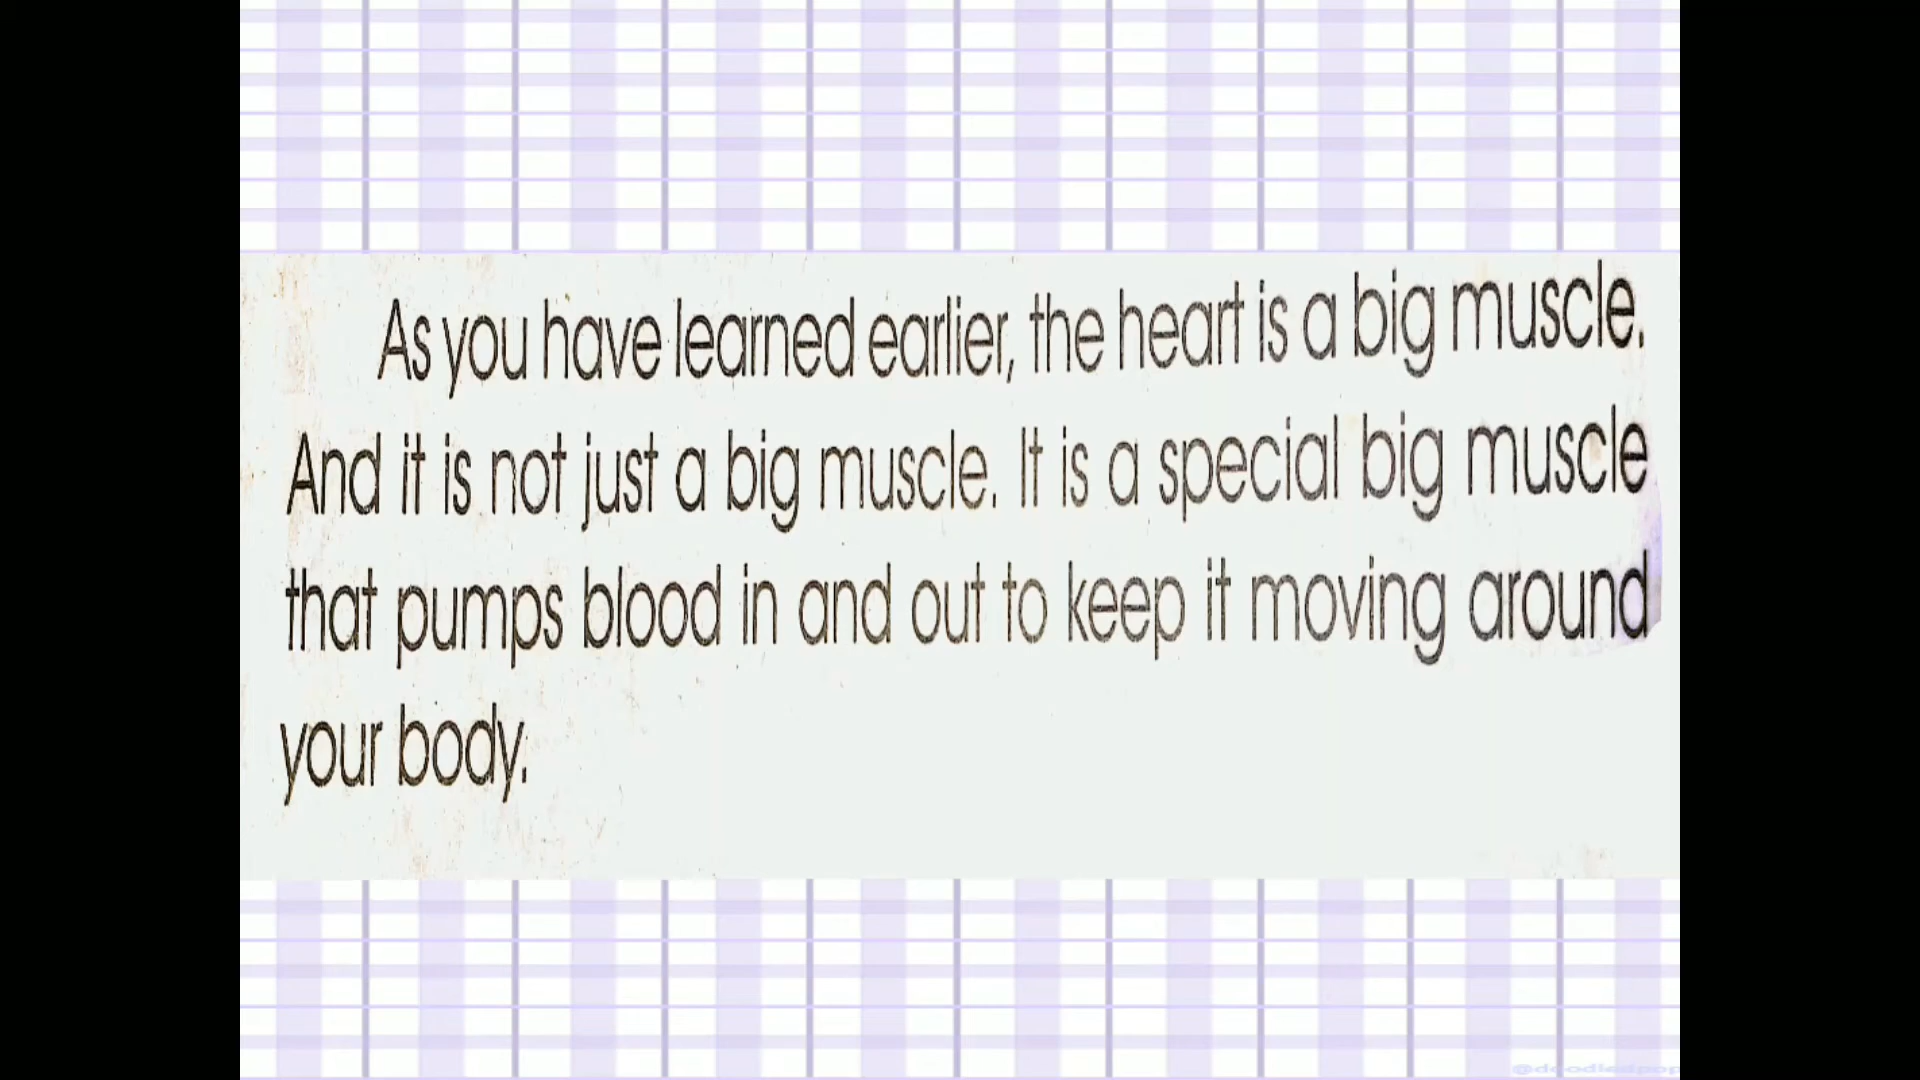 As you have learned earlier, the heart is a big muscle.
And it is not just a big muscle. It is a special big muscle
that pumps blood in and out to keep it moving around
your body.
@doodledpop